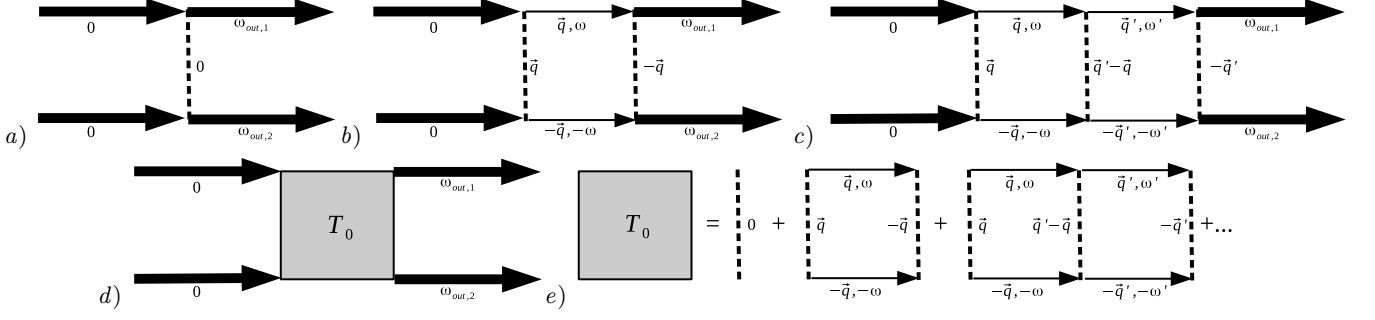 0 ω_{out,1} 0 q⃗,ω ω_{out,1} 0 q⃗,ω q⃗',ω' ω_{out,1}
0 q⃗ −q⃗ q⃗ q⃗'−q⃗ −q⃗'
a) 0 ω_{out,2} b) 0 −q⃗,−ω ω_{out,2} c) 0 −q⃗,−ω −q⃗',−ω' ω_{out,2}
0 ω_{out,1} q⃗,ω q⃗,ω q⃗',ω'
T_0 T_0 = 0 + q⃗ −q⃗ + q⃗ q⃗'−q⃗ −q⃗' +...
d) 0 ω_{out,2} e) −q⃗,−ω −q⃗,−ω −q⃗',−ω'